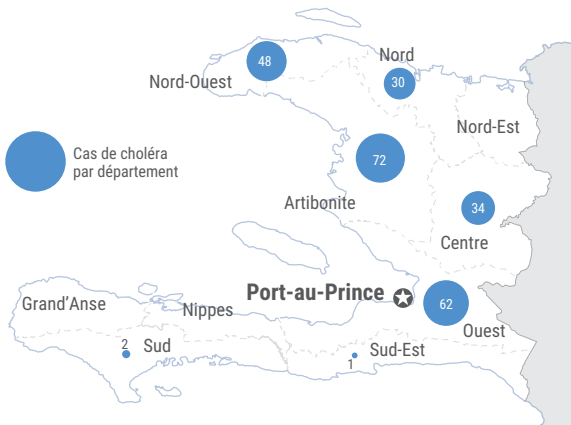 Nord
48
Nord-Ouest
30
Nord-Est
Cas de choléra
par département
72
Artibonite
34
Centre
Port-au-Prince
Grand'Anse
Nippes
62
Ouest
2
Sud
Sud-Est
1